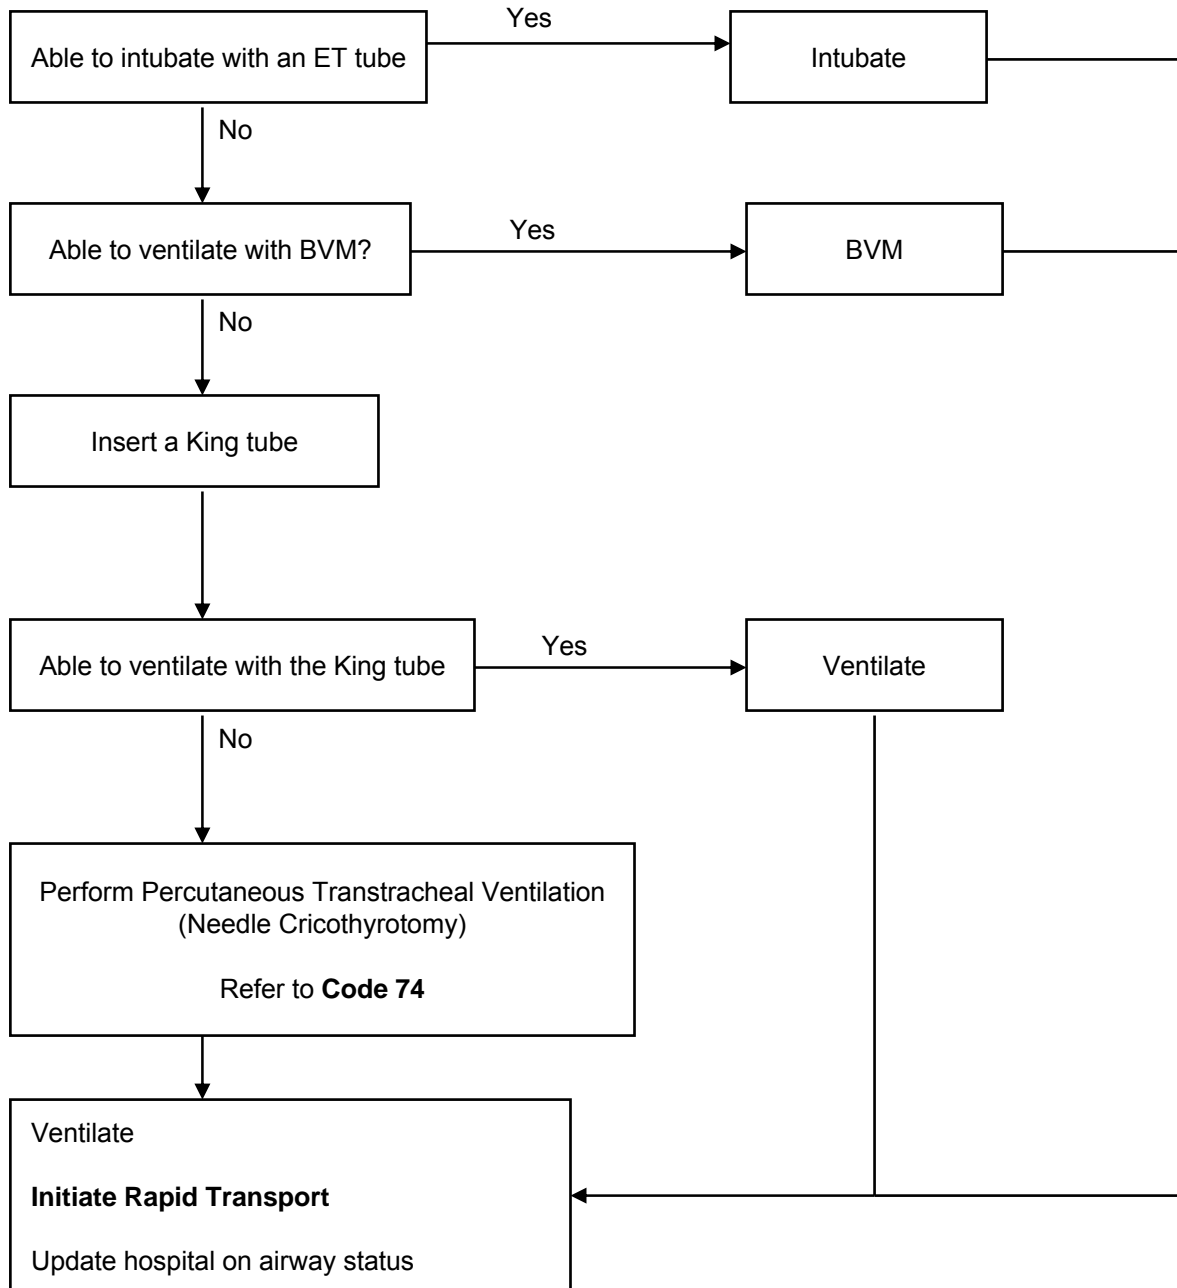 Yes
Able to intubate with an ET tube
Intubate
No
Yes
Able to ventilate with BVM?
BVM
No
Insert a King tube
Yes
Able to ventilate with the King tube
Ventilate
No
Perform Percutaneous Transtracheal Ventilation
(Needle Cricothyrotomy)
Refer to Code 74
Ventilate
Initiate Rapid Transport
Update hospital on airway status